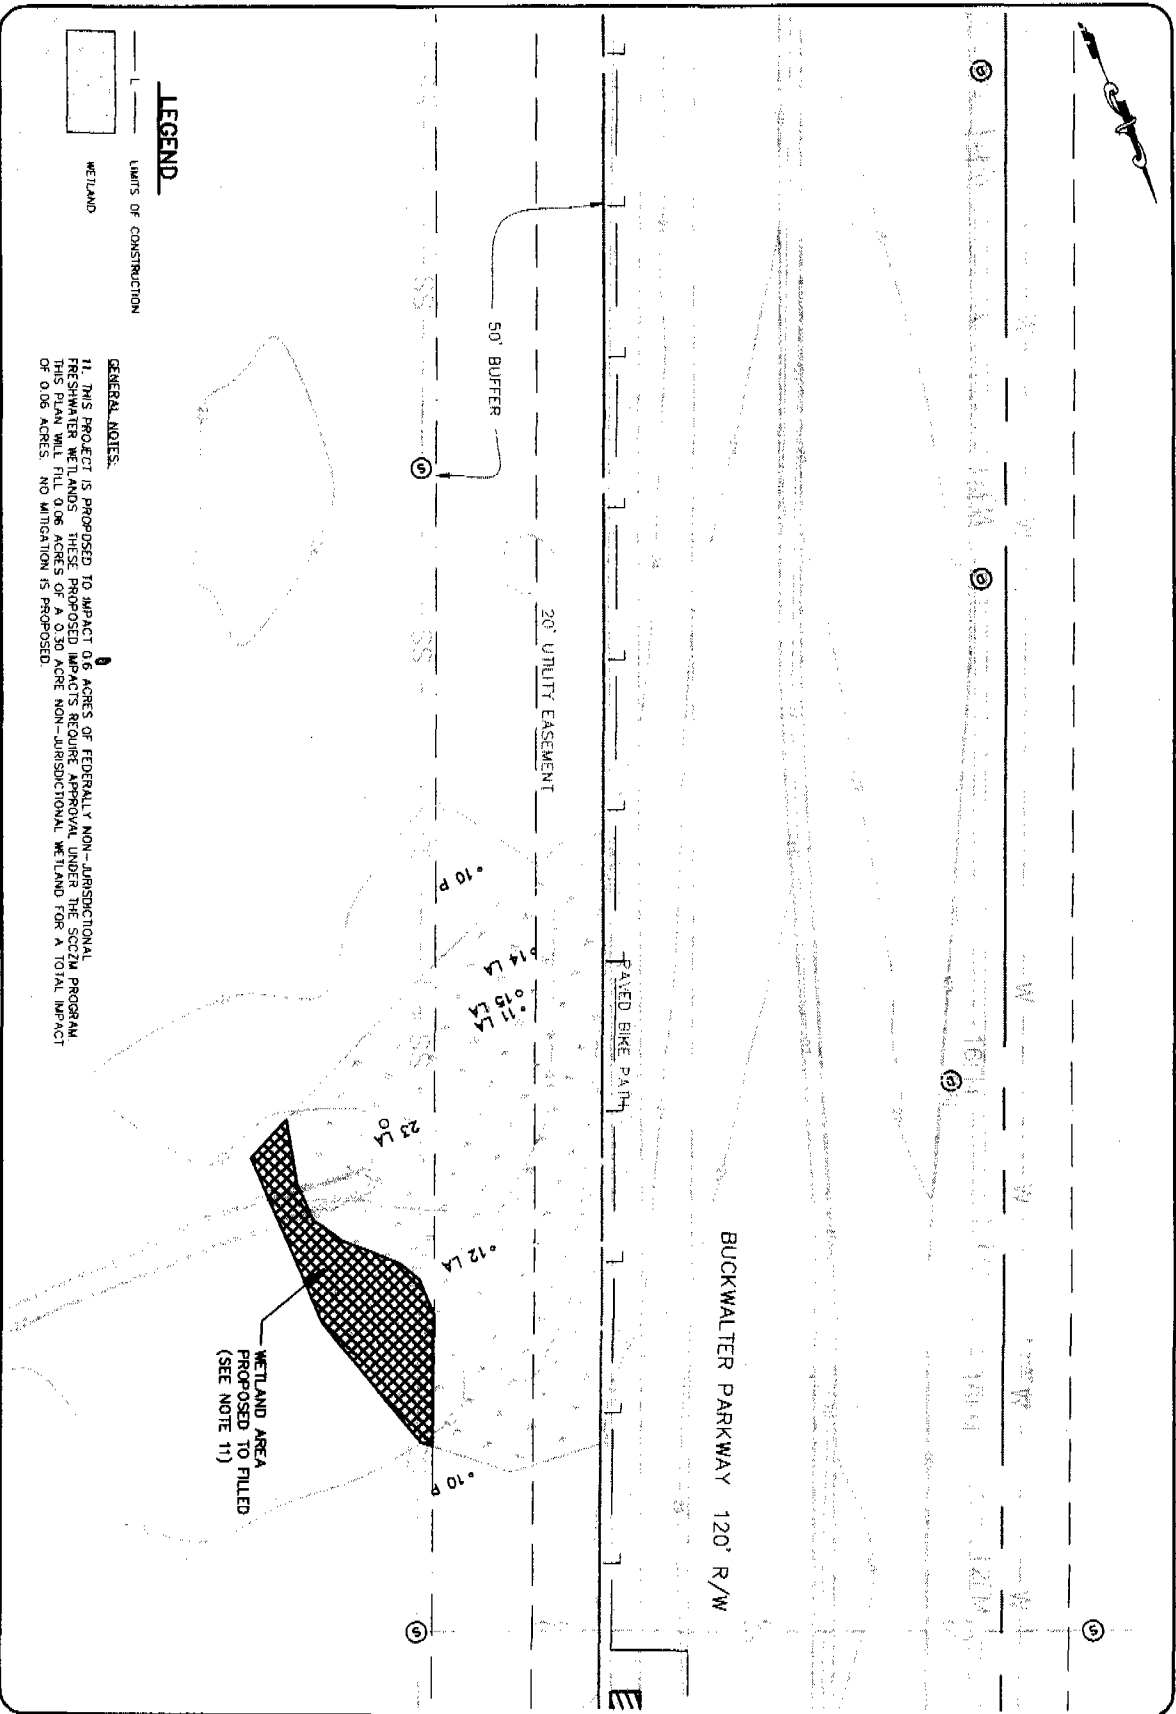 BUCKWALTER PARKWAY 120' R/W
PAVED BIKE PATH
20' UTILITY EASEMENT
50' BUFFER
10 P
14 LA
11 LA
15 LA
23 LA
12 LA
10 P
SS
SS
SS
SS
W
W
W
W
S
S
S
D
D
D
WETLAND AREA
PROPOSED TO FILLED
(SEE NOTE 11)
LEGEND
L
LIMITS OF CONSTRUCTION
WETLAND
GENERAL NOTES:
11. THIS PROJECT IS PROPOSED TO IMPACT 0.6 ACRES OF FEDERALLY NON-JURISDICTIONAL
FRESHWATER WETLANDS. THESE PROPOSED IMPACTS REQUIRE APPROVAL UNDER THE SCCZM PROGRAM
THIS PLAN WILL FILL 0.06 ACRES OF A 0.30 ACRE NON-JURISDICTIONAL WETLAND FOR A TOTAL IMPACT
OF 0.06 ACRES. NO MITIGATION IS PROPOSED.